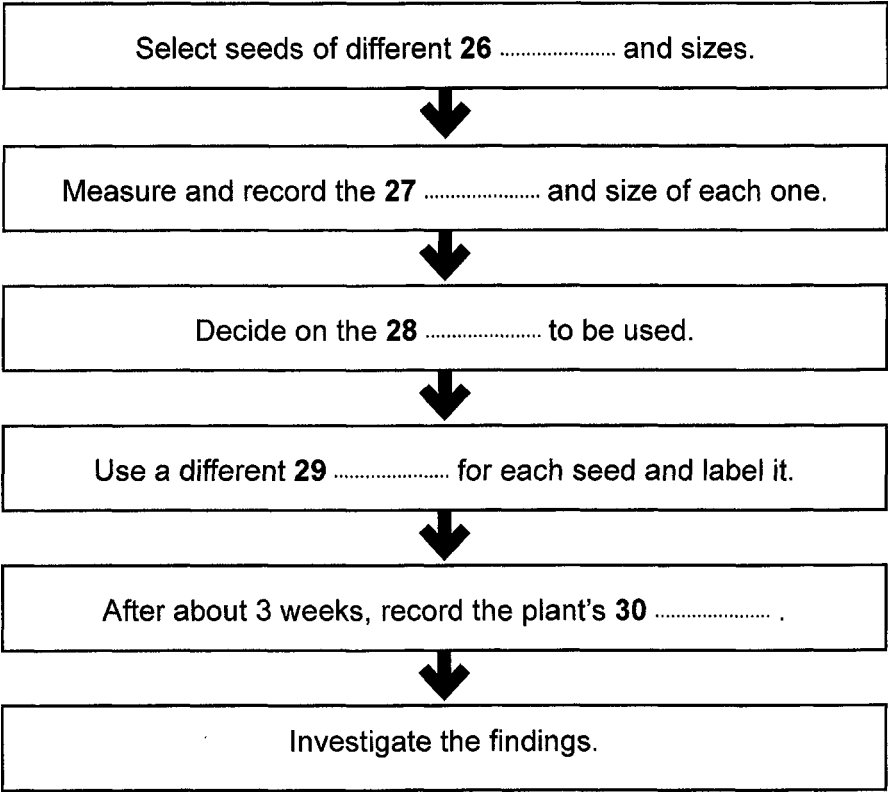 Select seeds of different 26 ...................... and sizes.
Measure and record the 27 ...................... and size of each one.
Decide on the 28 ...................... to be used.
Use a different 29 ...................... for each seed and label it.
After about 3 weeks, record the plant's 30 ...................... .
Investigate the findings.